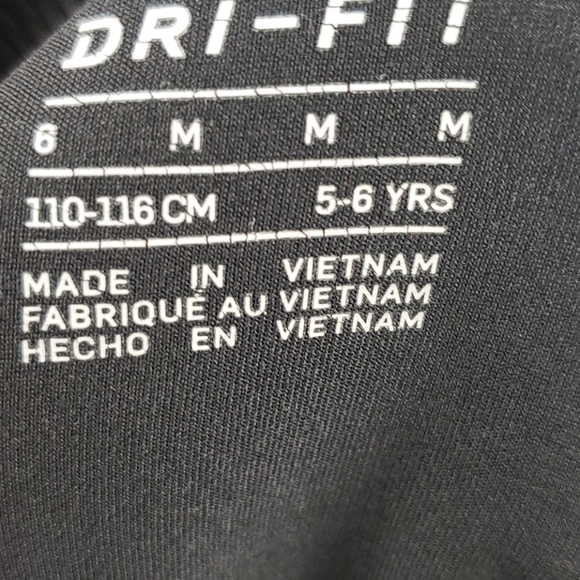 DRI-FIT
6 M M M
110-116 CM 5-6 YRS
MADE IN VIETNAM
FABRIQUÉ AU VIETNAM
HECHO EN VIETNAM